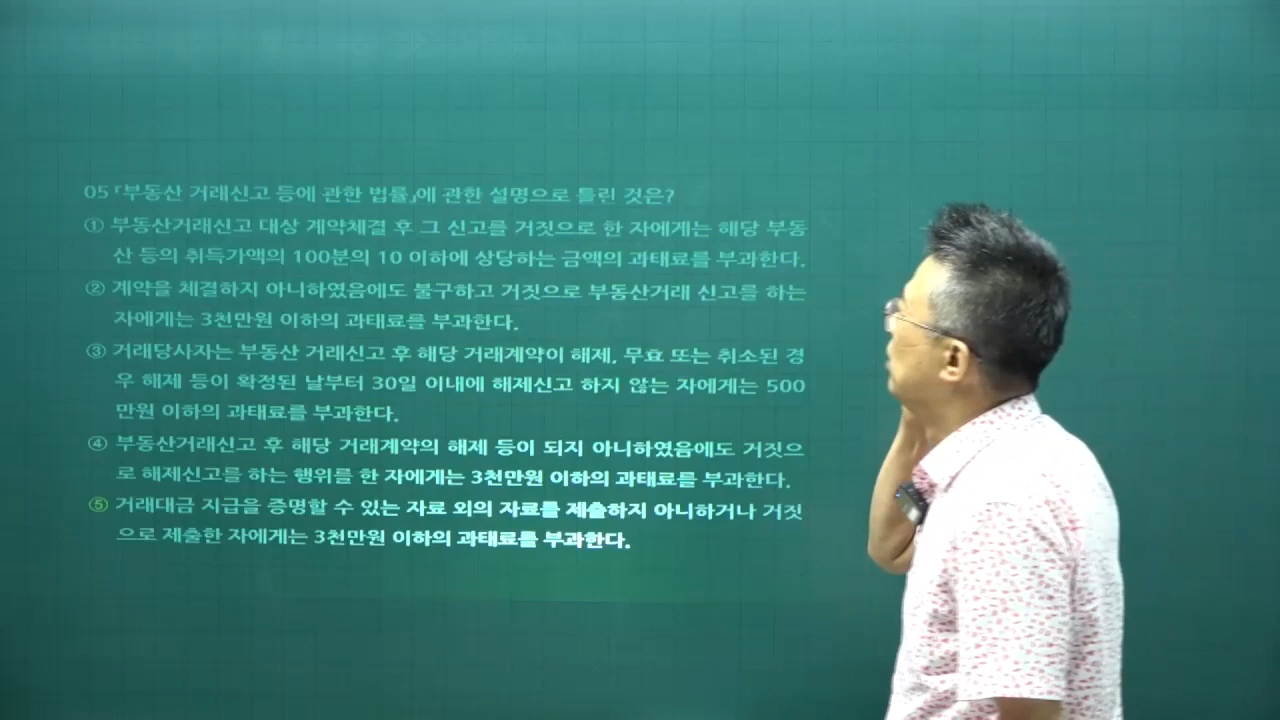 05 「부동산 거래신고 등에 관한 법률」에 관한 설명으로 틀린 것은?
① 부동산거래신고 대상 계약체결 후 그 신고를 거짓으로 한 자에게는 해당 부동
산 등의 취득가액의 100분의 10 이하에 상당하는 금액의 과태료를 부과한다.
② 계약을 체결하지 아니하였음에도 불구하고 거짓으로 부동산거래 신고를 하는
자에게는 3천만원 이하의 과태료를 부과한다.
③ 거래당사자는 부동산 거래신고 후 해당 거래계약이 해제, 무효 또는 취소된 경
우 해제 등이 확정된 날부터 30일 이내에 해제신고 하지 않는 자에게는 500
만원 이하의 과태료를 부과한다.
④ 부동산거래신고 후 해당 거래계약의 해제 등이 되지 아니하였음에도 거짓으
로 해제신고를 하는 행위를 한 자에게는 3천만원 이하의 과태료를 부과한다.
⑤ 거래대금 지급을 증명할 수 있는 자료 외의 자료를 제출하지 아니하거나 거짓
으로 제출한 자에게는 3천만원 이하의 과태료를 부과한다.